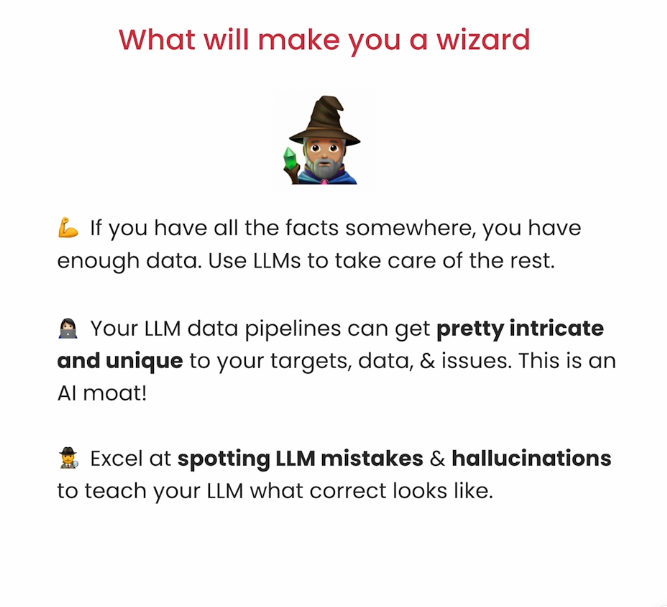 What will make you a wizard
💪 If you have all the facts somewhere, you have
enough data. Use LLMs to take care of the rest.
👩🏻‍💻 Your LLM data pipelines can get pretty intricate
and unique to your targets, data, & issues. This is an
AI moat!
🕵️ Excel at spotting LLM mistakes & hallucinations
to teach your LLM what correct looks like.